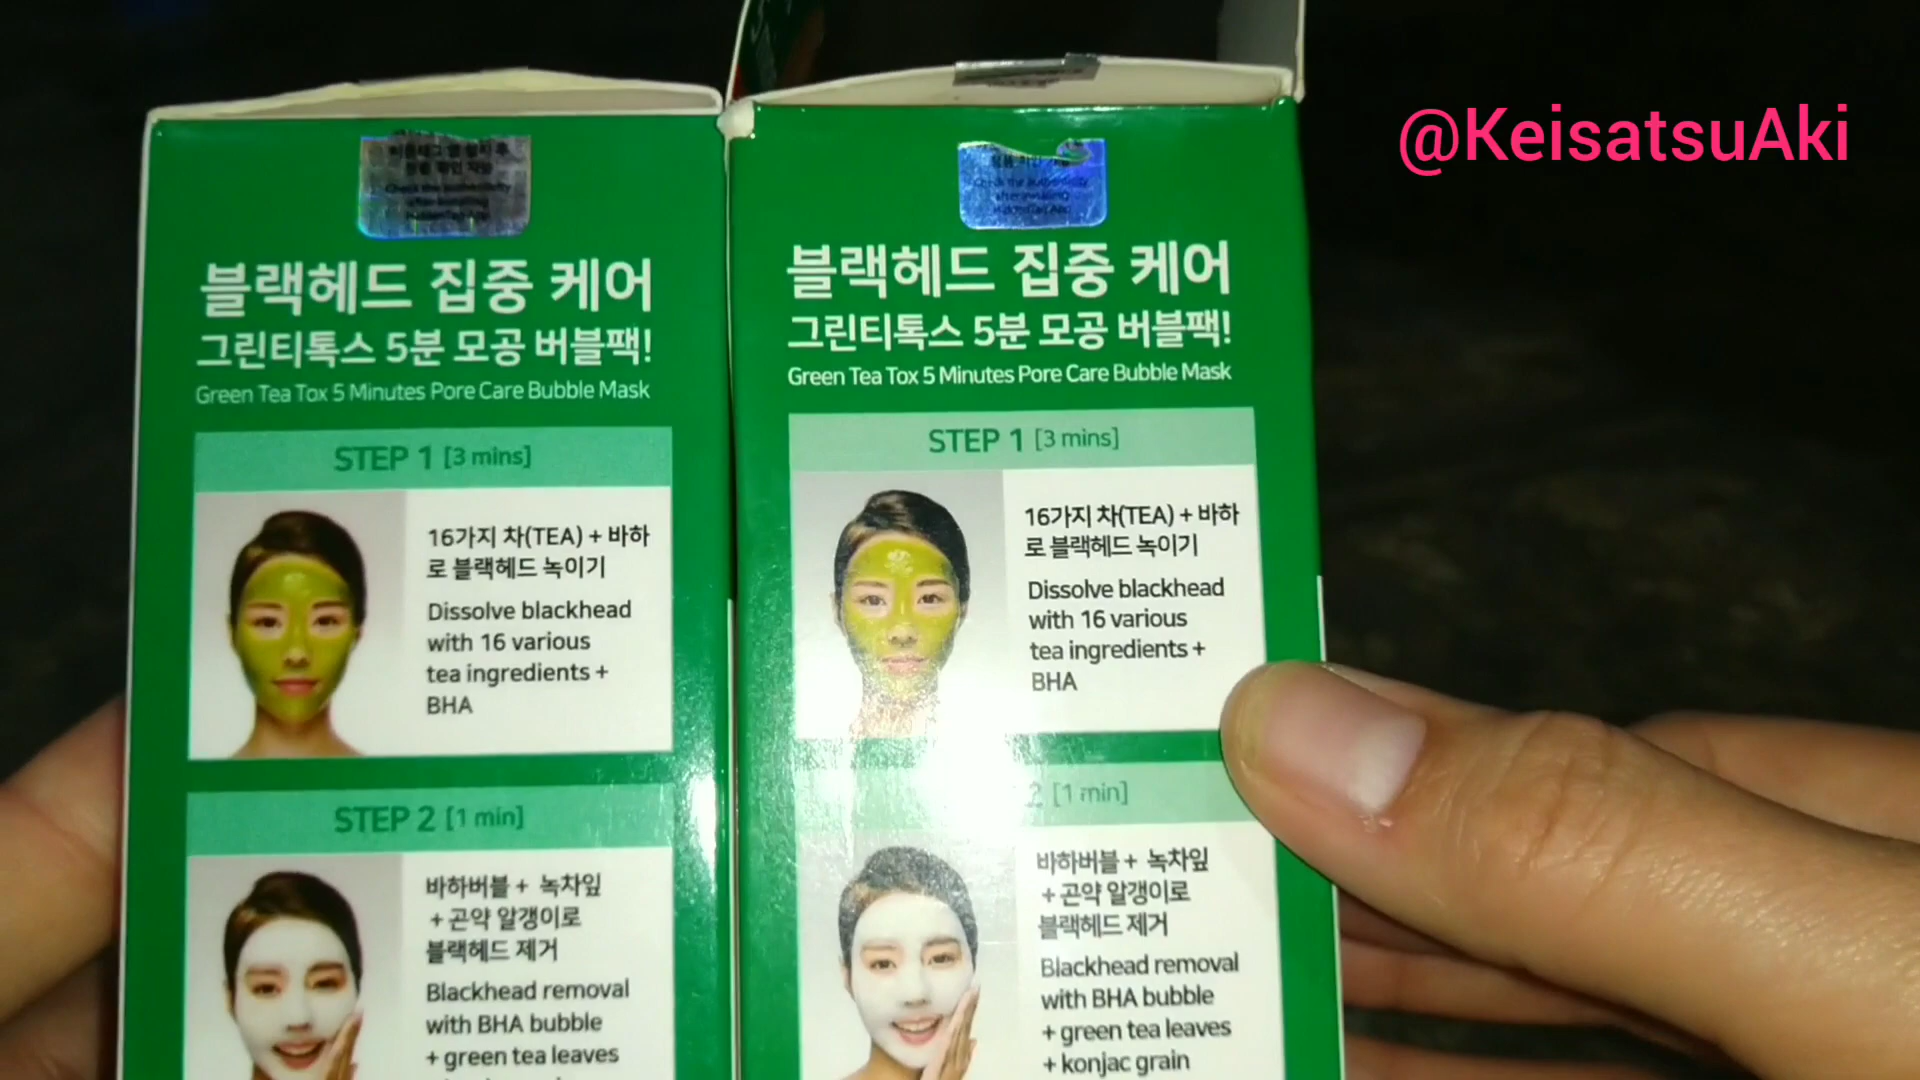 @KeisatsuAki
블랙헤드 집중 케어
그린티톡스 5분 모공 버블팩!
Green Tea Tox 5 Minutes Pore Care Bubble Mask
STEP 1 [3 mins]
16가지 차(TEA) + 바하
로 블랙헤드 녹이기
Dissolve blackhead
with 16 various
tea ingredients +
BHA
STEP 2 [1 min]
바하버블 + 녹차잎
+ 곤약 알갱이로
블랙헤드 제거
Blackhead removal
with BHA bubble
+ green tea leaves
Check the authenticity
블랙헤드 집중 케어
그린티톡스 5분 모공 버블팩!
Green Tea Tox 5 Minutes Pore Care Bubble Mask
STEP 1 [3 mins]
16가지 차(TEA) + 바하
로 블랙헤드 녹이기
Dissolve blackhead
with 16 various
tea ingredients +
BHA
2 [1 min]
바하버블 + 녹차잎
+ 곤약 알갱이로
블랙헤드 제거
Blackhead removal
with BHA bubble
+ green tea leaves
+ konjac grain